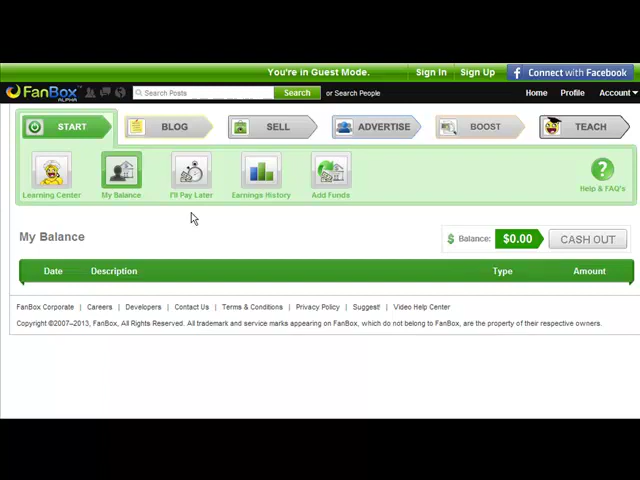 You're in Guest Mode. Sign In Sign Up Connect with Facebook
FanBox ALPHA Search Posts Search or Search People Home Profile Account
START BLOG SELL ADVERTISE BOOST TEACH
Learning Center My Balance I'll Pay Later Earnings History Add Funds Help & FAQ's
My Balance $ Balance: $0.00 CASH OUT
Date Description Type Amount
FanBox Corporate | Careers | Developers | Contact Us | Terms & Conditions | Privacy Policy | Suggest! | Video Help Center
Copyright ©2007–2013, FanBox, All Rights Reserved. All trademark and service marks appearing on FanBox, which do not belong to FanBox, are the property of their respective owners.